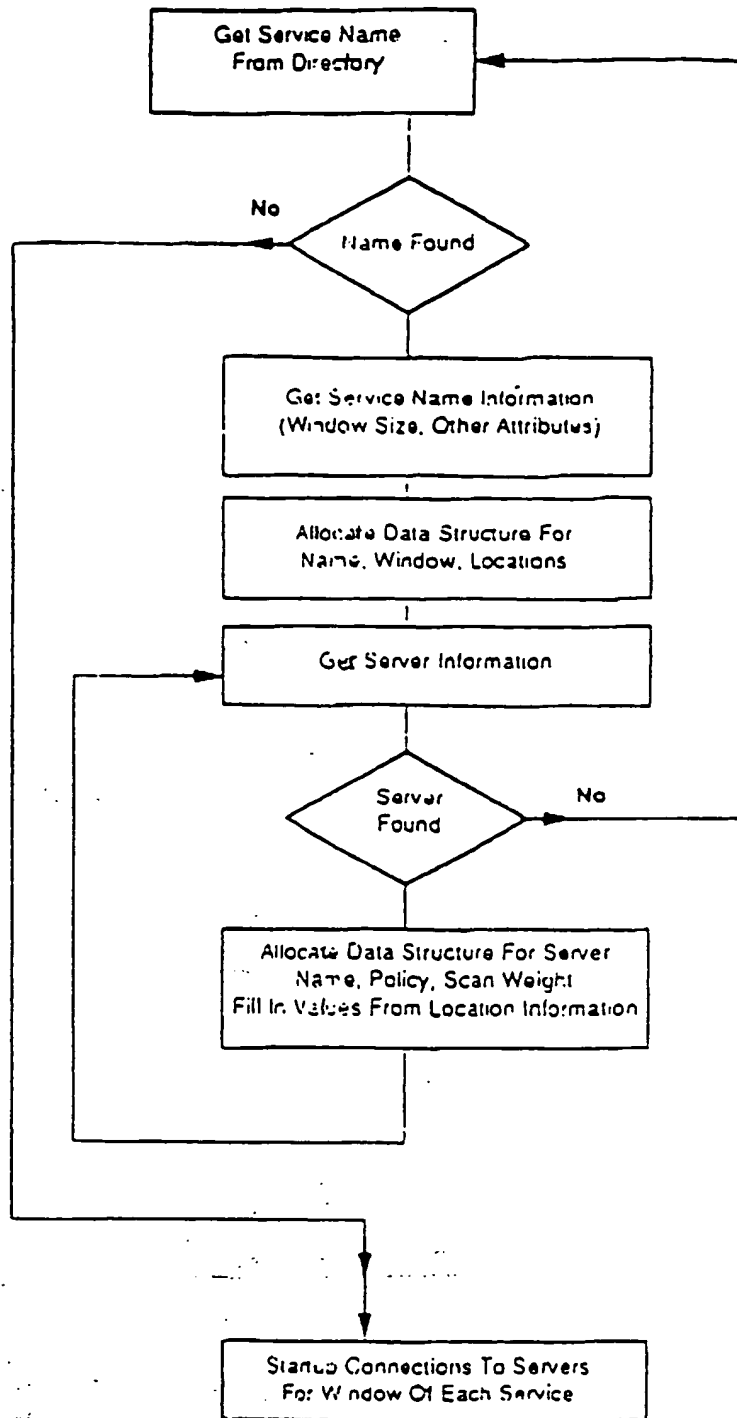 Get Service Name
From Directory
No
Name Found
Get Service Name Information
(Window Size, Other Attributes)
Allocate Data Structure For
Name, Window, Locations
Get Server Information
Server
Found
No
Allocate Data Structure For Server
Name, Policy, Scan Weight
Fill In Values From Location Information
Startup Connections To Servers
For Window Of Each Service